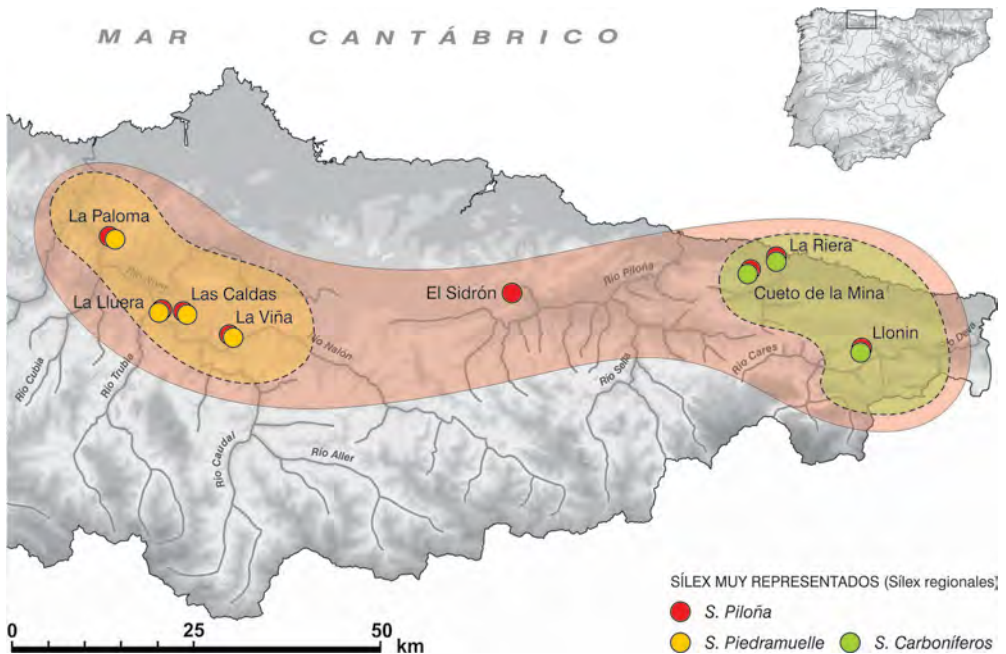 MAR CANTÁBRICO
La Paloma
La Lluera
Las Caldas
La Viña
El Sidrón
La Riera
Cueto de la Mina
Llonin
Río Piloña
Río Cubia
Río Trubia
Río Nalón
Río Caudal
Río Aller
Río Sella
Río Cares
Deva
SÍLEX MUY REPRESENTADOS (Sílex regionales)
S. Piloña
S. Piedramuelle
S. Carboníferos
0 25 50
km